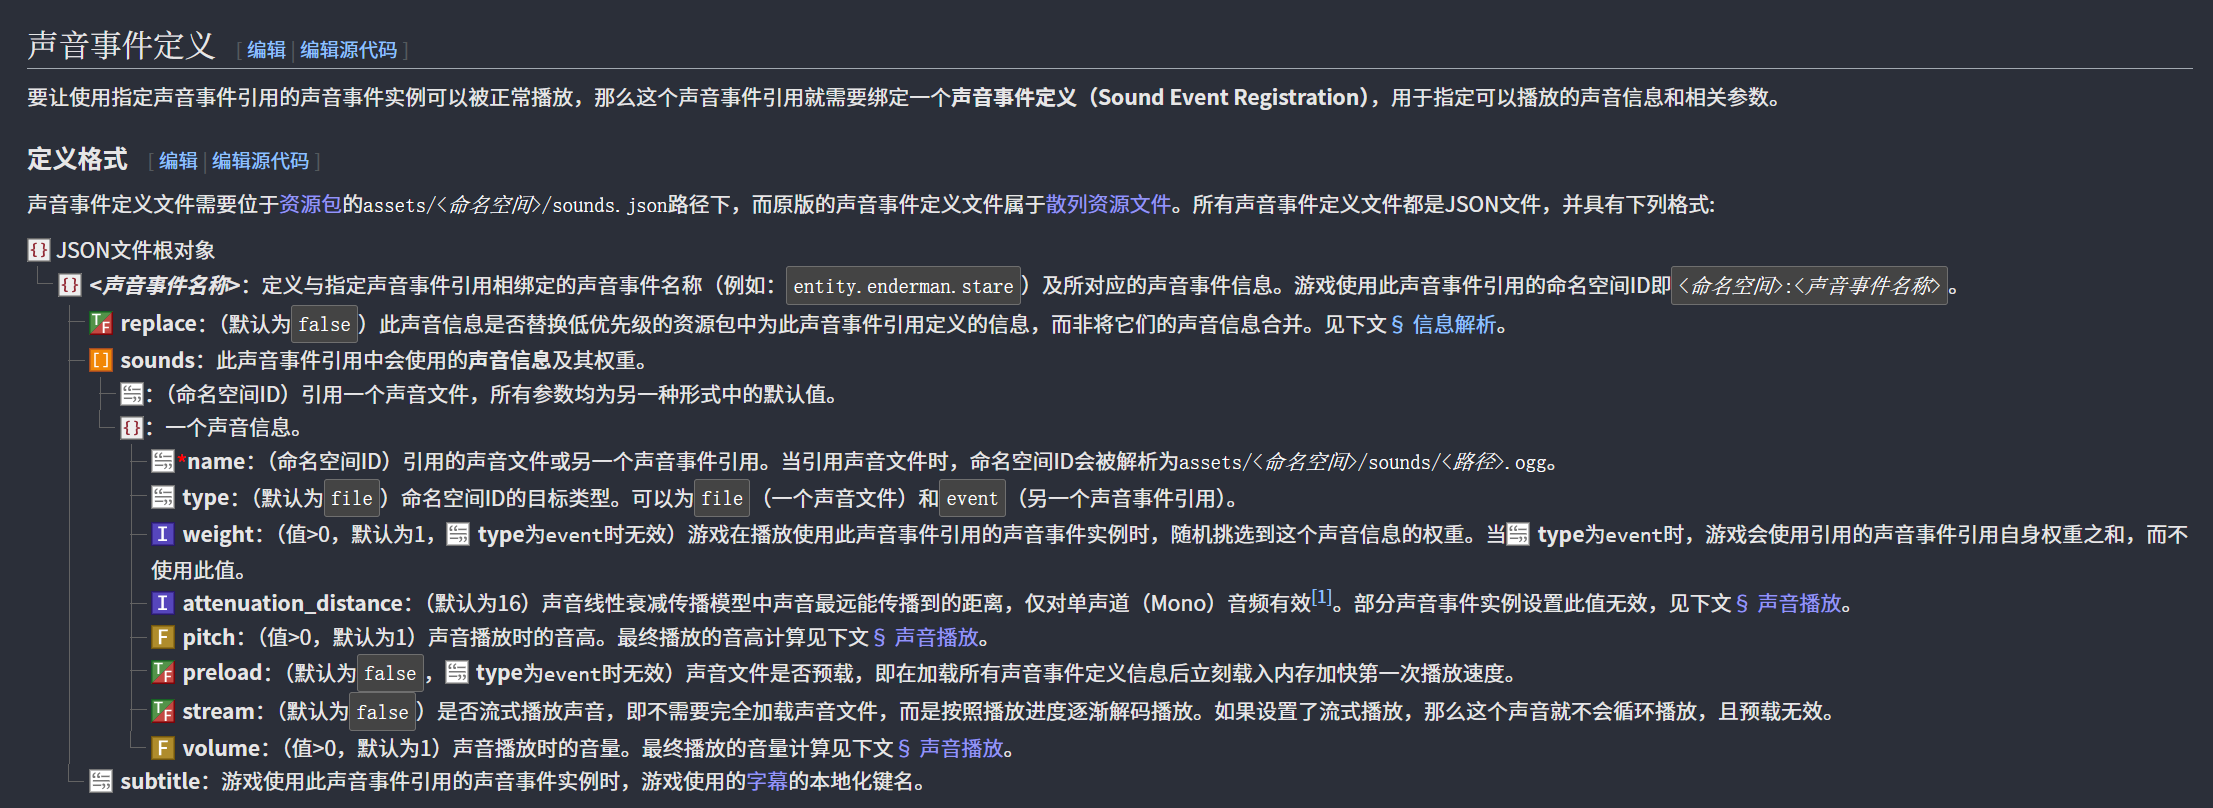 声音事件定义 [ 编辑 | 编辑源代码 ]
要让使用指定声音事件引用的声音事件实例可以被正常播放，那么这个声音事件引用就需要绑定一个声音事件定义（Sound Event Registration），用于指定可以播放的声音信息和相关参数。
定义格式 [ 编辑 | 编辑源代码 ]
声音事件定义文件需要位于资源包的assets/<命名空间>/sounds.json路径下，而原版的声音事件定义文件属于散列资源文件。所有声音事件定义文件都是JSON文件，并具有下列格式:
{} JSON文件根对象
{} <声音事件名称>：定义与指定声音事件引用相绑定的声音事件名称（例如：entity.enderman.stare）及所对应的声音事件信息。游戏使用此声音事件引用的命名空间ID即<命名空间>:<声音事件名称>。
TF replace：（默认为false）此声音信息是否替换低优先级的资源包中为此声音事件引用定义的信息，而非将它们的声音信息合并。见下文 § 信息解析。
[] sounds：此声音事件引用中会使用的声音信息及其权重。
：（命名空间ID）引用一个声音文件，所有参数均为另一种形式中的默认值。
{}：一个声音信息。
*name：（命名空间ID）引用的声音文件或另一个声音事件引用。当引用声音文件时，命名空间ID会被解析为assets/<命名空间>/sounds/<路径>.ogg。
type：（默认为file）命名空间ID的目标类型。可以为file（一个声音文件）和event（另一个声音事件引用）。
I weight：（值>0，默认为1， type为event时无效）游戏在播放使用此声音事件引用的声音事件实例时，随机挑选到这个声音信息的权重。当 type为event时，游戏会使用引用的声音事件引用自身权重之和，而不
使用此值。
I attenuation_distance：（默认为16）声音线性衰减传播模型中声音最远能传播到的距离，仅对单声道（Mono）音频有效[1]。部分声音事件实例设置此值无效，见下文 § 声音播放。
F pitch：（值>0，默认为1）声音播放时的音高。最终播放的音高计算见下文 § 声音播放。
TF preload：（默认为false， type为event时无效）声音文件是否预载，即在加载所有声音事件定义信息后立刻载入内存加快第一次播放速度。
TF stream：（默认为false）是否流式播放声音，即不需要完全加载声音文件，而是按照播放进度逐渐解码播放。如果设置了流式播放，那么这个声音就不会循环播放，且预载无效。
F volume：（值>0，默认为1）声音播放时的音量。最终播放的音量计算见下文 § 声音播放。
subtitle：游戏使用此声音事件引用的声音事件实例时，游戏使用的字幕的本地化键名。